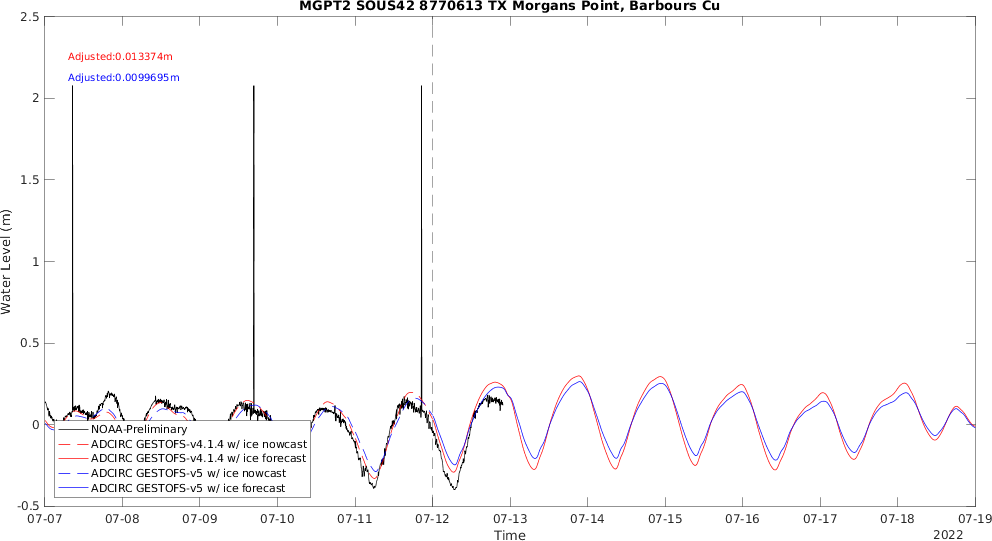 MGPT2 SOUS42 8770613 TX Morgans Point, Barbours Cu
2.5
Adjusted:0.013374m
Adjusted:0.0099695m
2
1.5
1
0.5
0
-0.5
Water Level (m)
NOAA-Preliminary
ADCIRC GESTOFS-v4.1.4 w/ ice nowcast
ADCIRC GESTOFS-v4.1.4 w/ ice forecast
ADCIRC GESTOFS-v5 w/ ice nowcast
ADCIRC GESTOFS-v5 w/ ice forecast
07-07 07-08 07-09 07-10 07-11 07-12 07-13 07-14 07-15 07-16 07-17 07-18 07-19
Time
2022